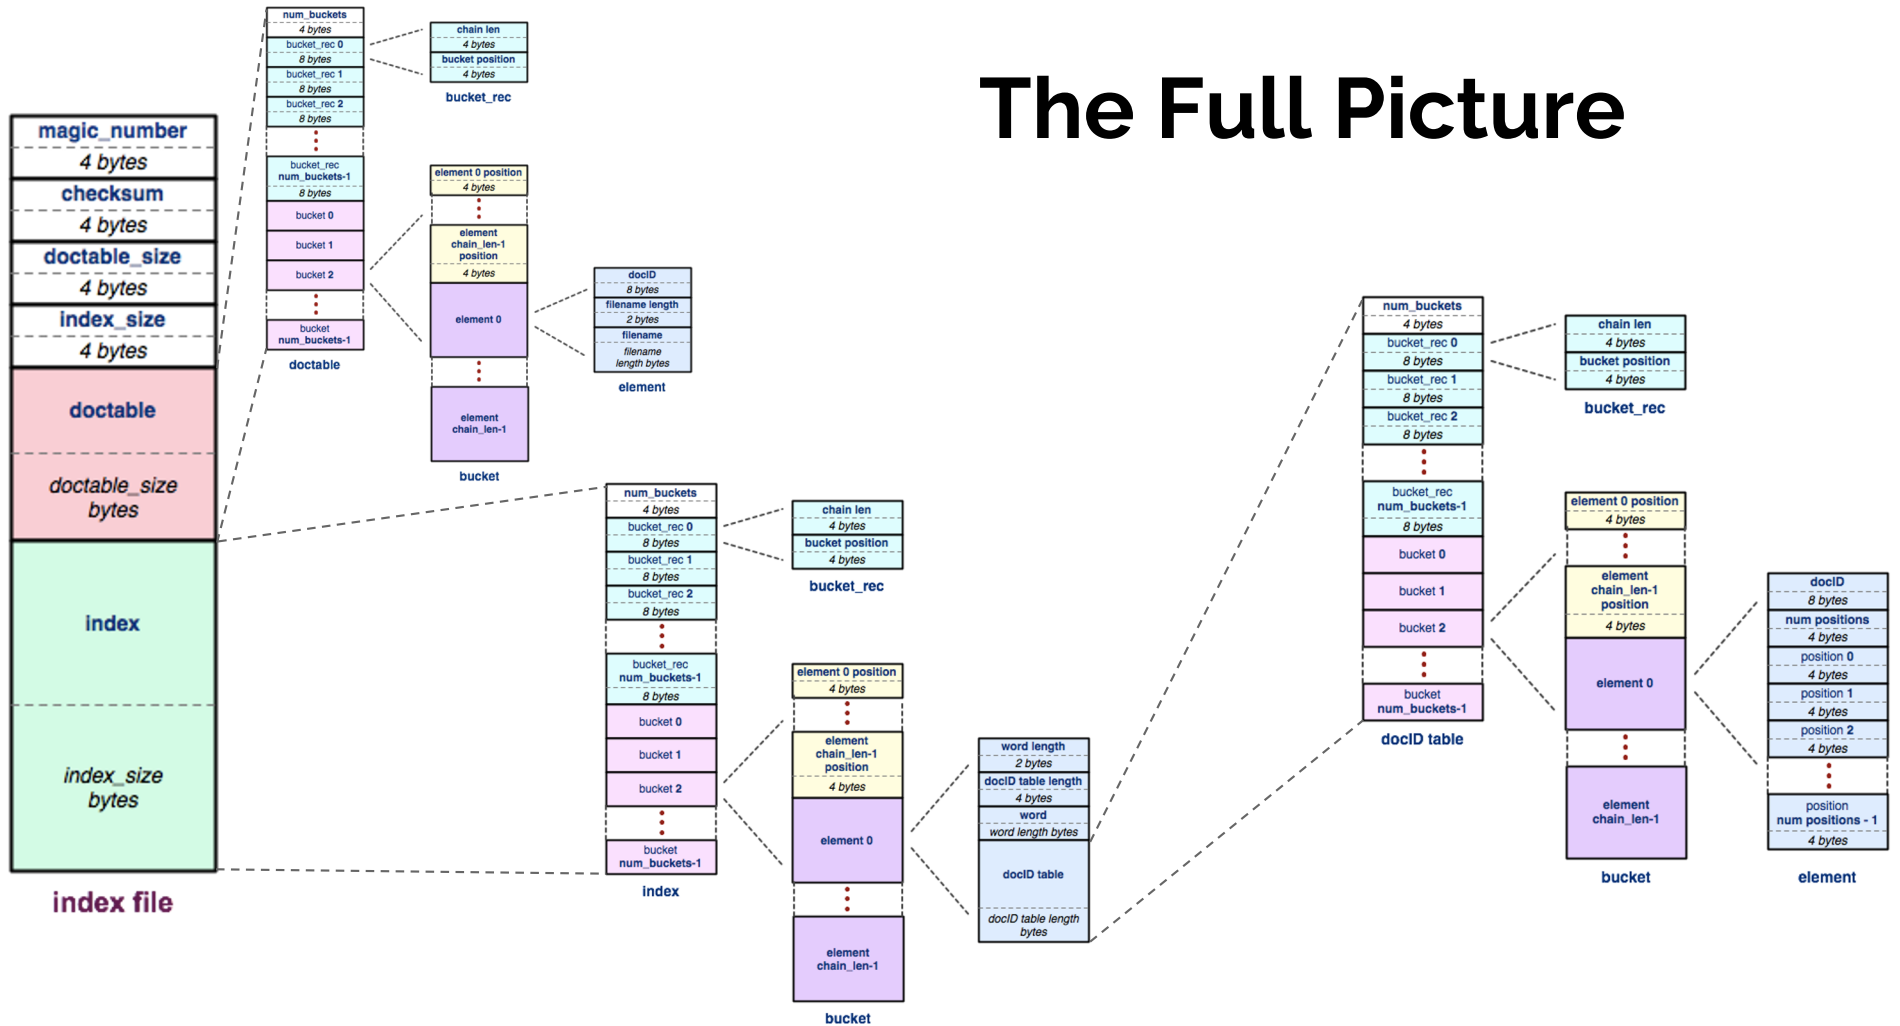 The Full Picture
magic_number
4 bytes
checksum
4 bytes
doctable_size
4 bytes
index_size
4 bytes
doctable
doctable_size
bytes
index
index_size
bytes
index file
num_buckets
4 bytes
bucket_rec 0
8 bytes
bucket_rec 1
8 bytes
bucket_rec 2
8 bytes
bucket_rec
num_buckets-1
8 bytes
bucket 0
bucket 1
bucket 2
bucket
num_buckets-1
doctable
chain len
4 bytes
bucket position
4 bytes
bucket_rec
element 0 position
4 bytes
element
chain_len-1
position
4 bytes
element 0
element
chain_len-1
bucket
docID
8 bytes
filename length
2 bytes
filename
filename
length bytes
element
num_buckets
4 bytes
bucket_rec 0
8 bytes
bucket_rec 1
8 bytes
bucket_rec 2
8 bytes
bucket_rec
num_buckets-1
8 bytes
bucket 0
bucket 1
bucket 2
bucket
num_buckets-1
index
chain len
4 bytes
bucket position
4 bytes
bucket_rec
element 0 position
4 bytes
element
chain_len-1
position
4 bytes
element 0
element
chain_len-1
bucket
word length
2 bytes
docID table length
4 bytes
word
word length bytes
docID table
docID table length
bytes
num_buckets
4 bytes
bucket_rec 0
8 bytes
bucket_rec 1
8 bytes
bucket_rec 2
8 bytes
bucket_rec
num_buckets-1
8 bytes
bucket 0
bucket 1
bucket 2
bucket
num_buckets-1
docID table
chain len
4 bytes
bucket position
4 bytes
bucket_rec
element 0 position
4 bytes
element
chain_len-1
position
4 bytes
element 0
element
chain_len-1
bucket
docID
8 bytes
num positions
4 bytes
position 0
4 bytes
position 1
4 bytes
position 2
4 bytes
position
num positions - 1
4 bytes
element